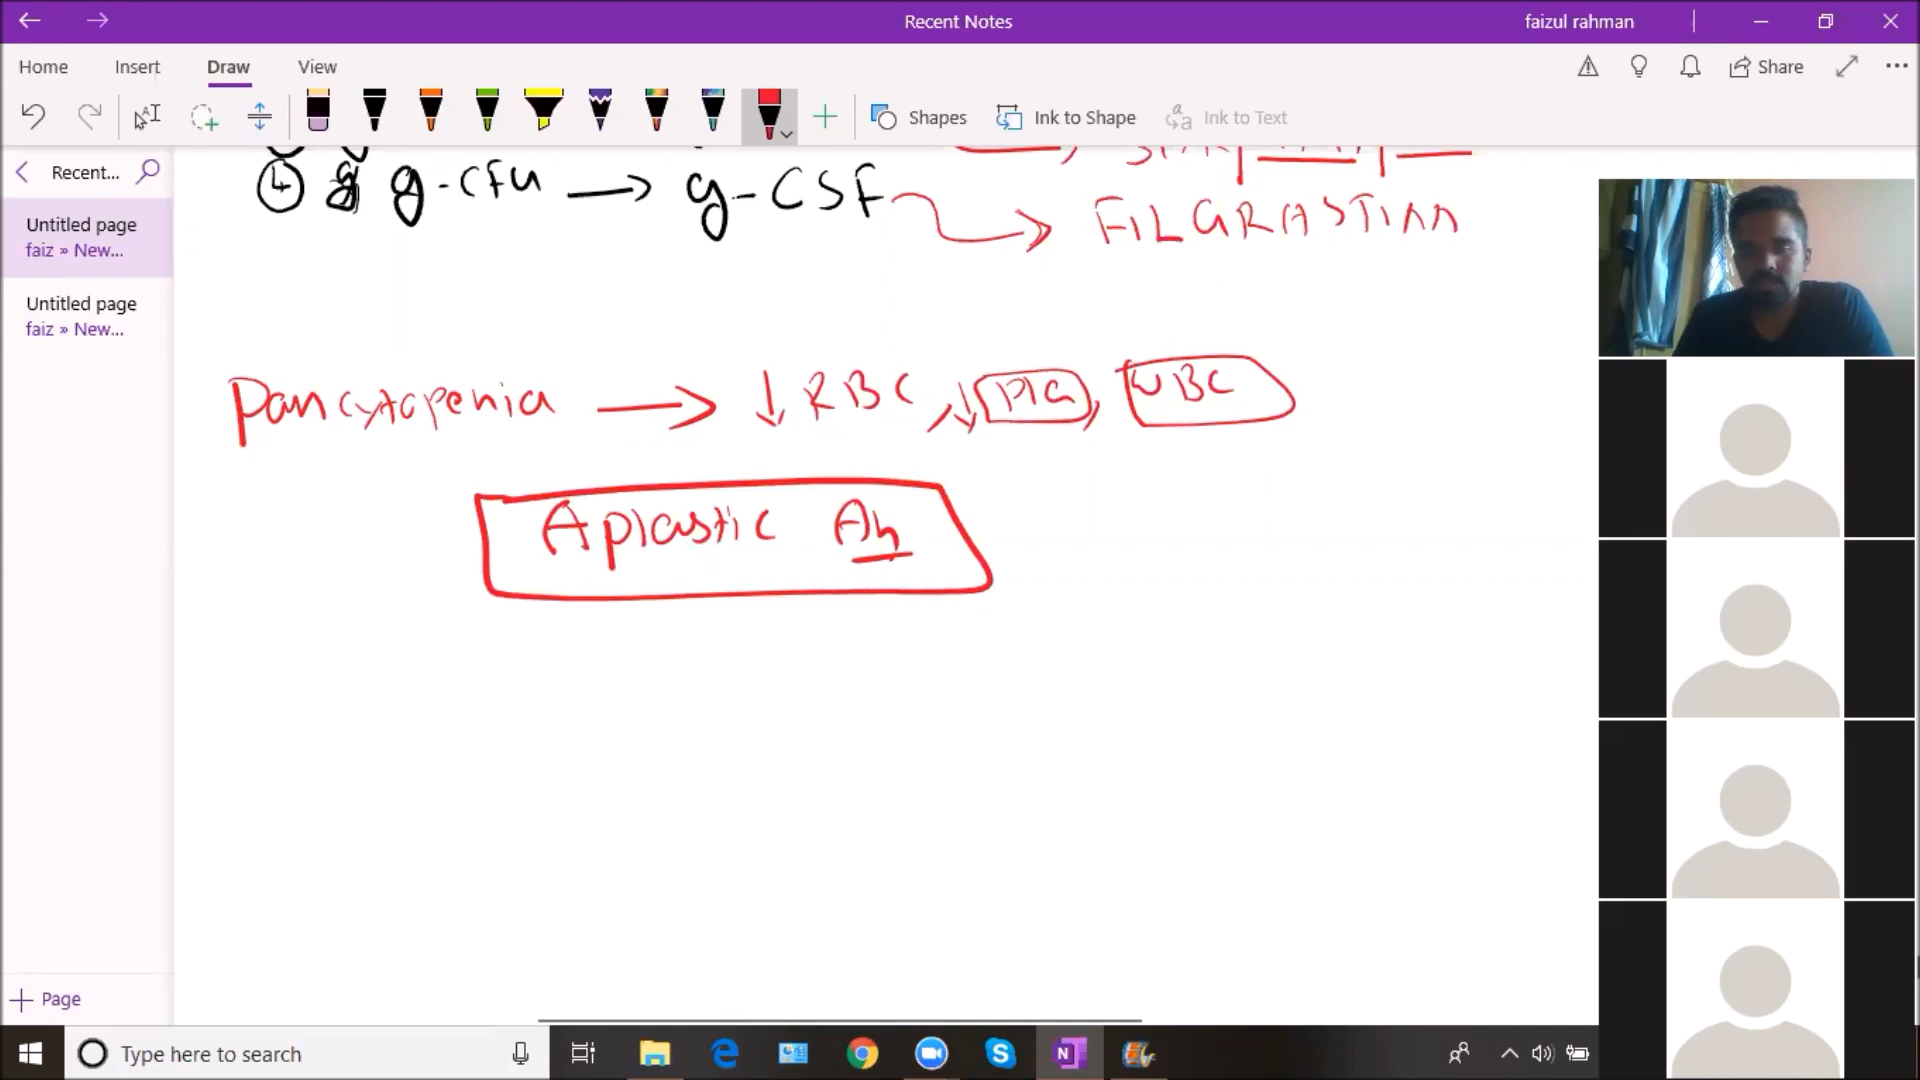 Recent Notes
faizul rahman
Home Insert Draw View
Share
Shapes Ink to Shape Ink to Text
Recent...
Untitled page
faiz » New...
Untitled page
faiz » New...
Page
4 g-CFU → g-CSF → FILGRASTIM
Pancytopenia → ↓ RBC, ↓ Plt, WBC
Aplastic An
Type here to search